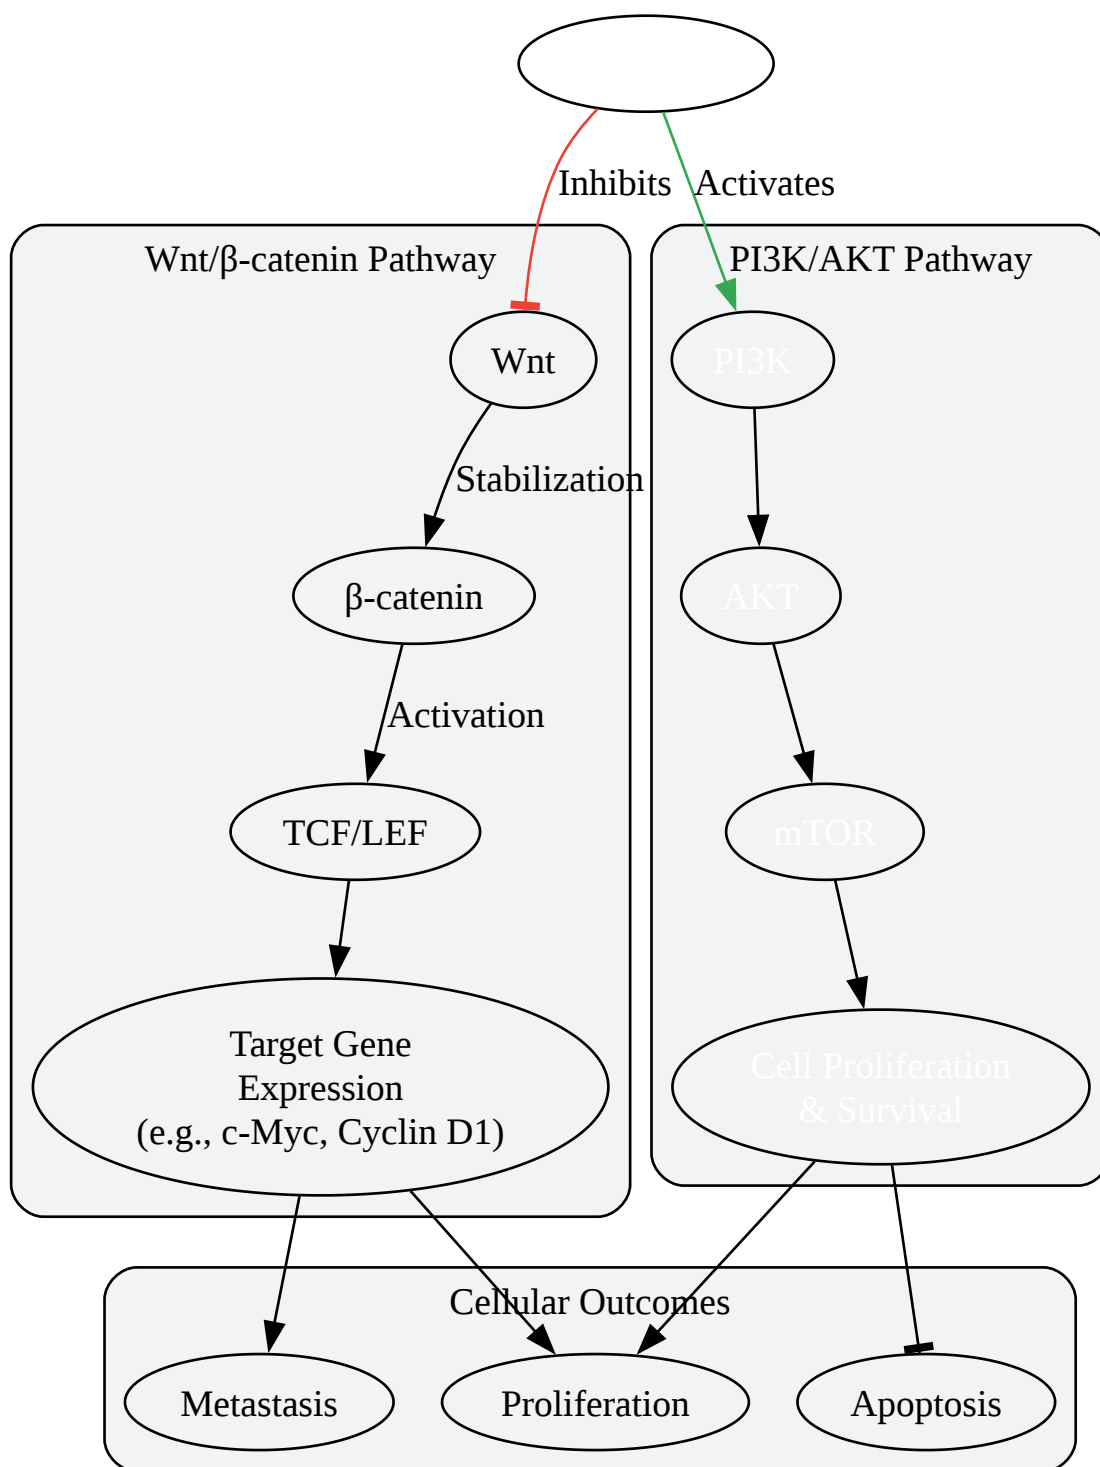 Inhibits
Activates
Wnt/β-catenin Pathway
PI3K/AKT Pathway
Wnt
PI3K
Stabilization
β-catenin
AKT
Activation
TCF/LEF
mTOR
Target Gene
Expression
(e.g., c-Myc, Cyclin D1)
Cell Proliferation
& Survival
Cellular Outcomes
Metastasis
Proliferation
Apoptosis